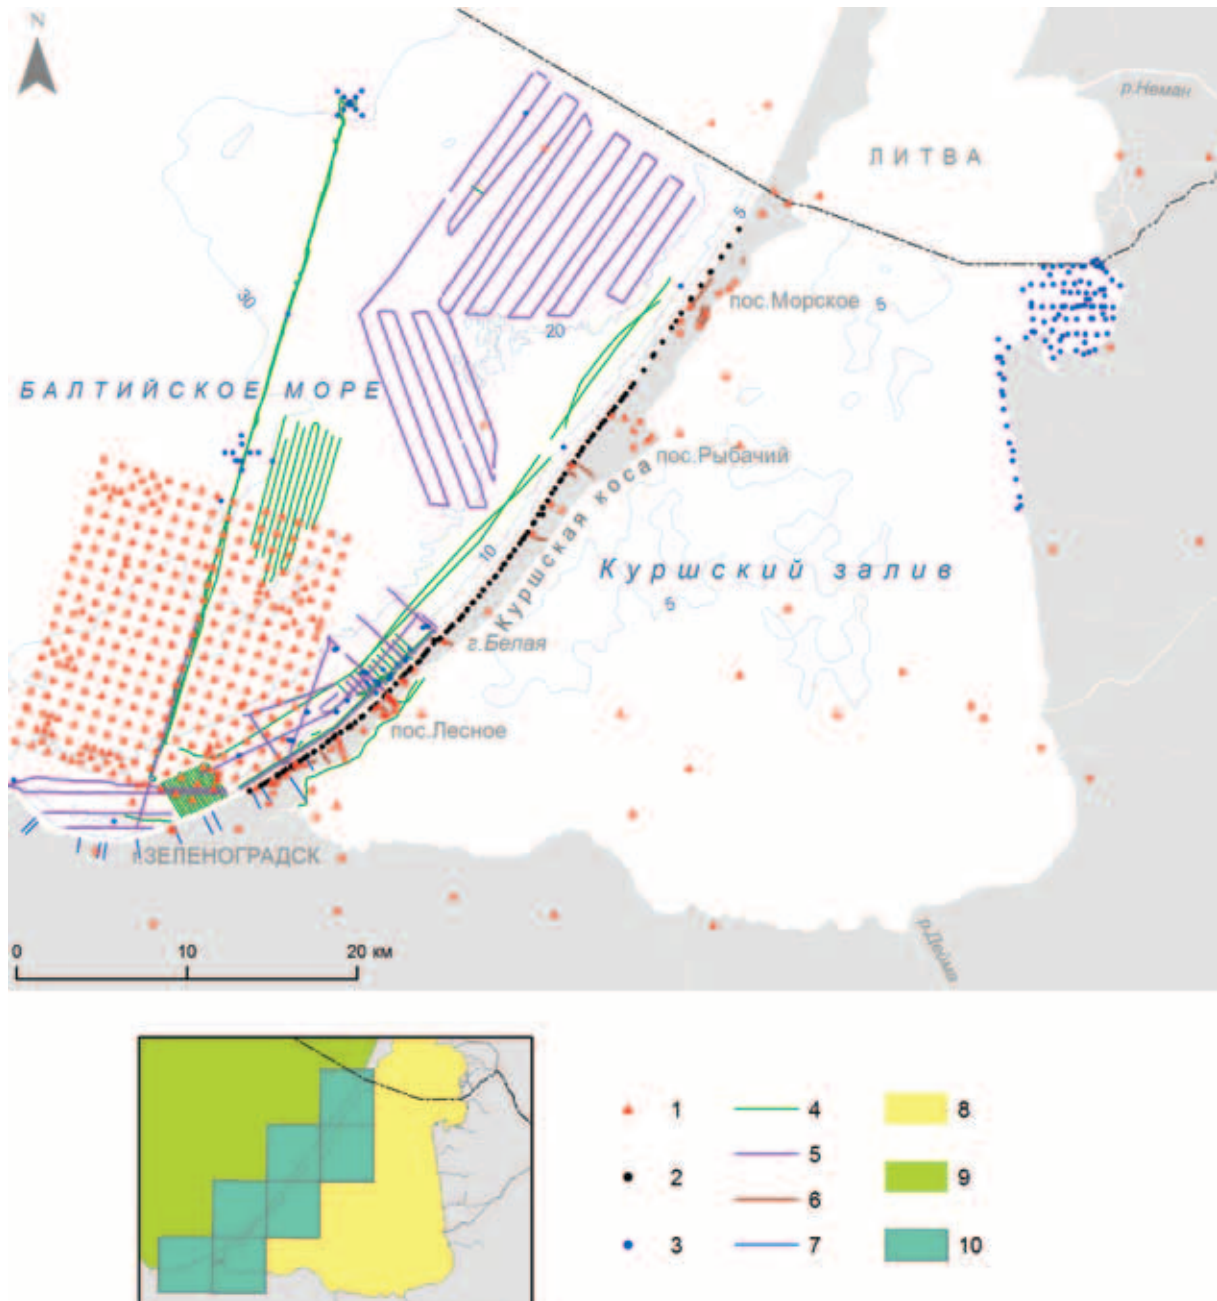 N
р.Неман
ЛИТВА
5
30
пос.Морское
5
20
БАЛТИЙСКОЕ МОРЕ
пос.Рыбачий
10
Куршская коса
Куршский залив
5
г.Белая
пос.Лесное
г.ЗЕЛЕНОГРАДСК
р.Дейма
0 10 20 км
1 4 8
5
2 9
6
3 7 10